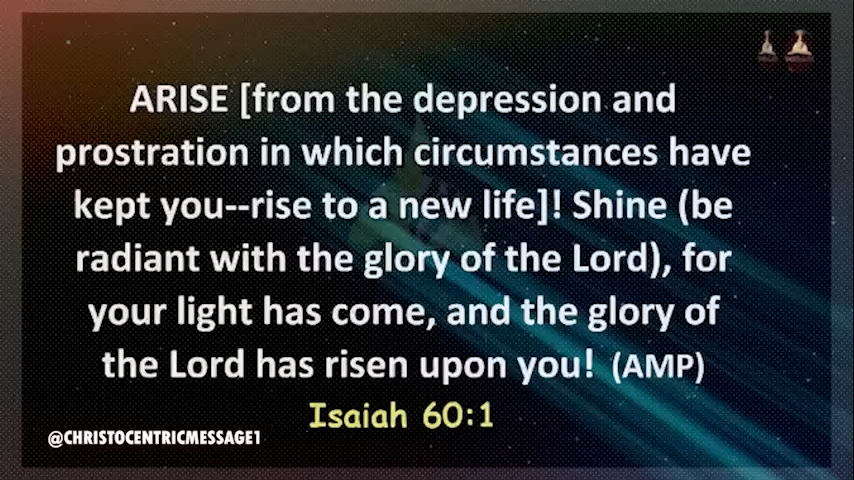 ARISE [from the depression and
prostration in which circumstances have
kept you--rise to a new life]! Shine (be
radiant with the glory of the Lord), for
your light has come, and the glory of
the Lord has risen upon you! (AMP)
Isaiah 60:1
@CHRISTOCENTRICMESSAGE1